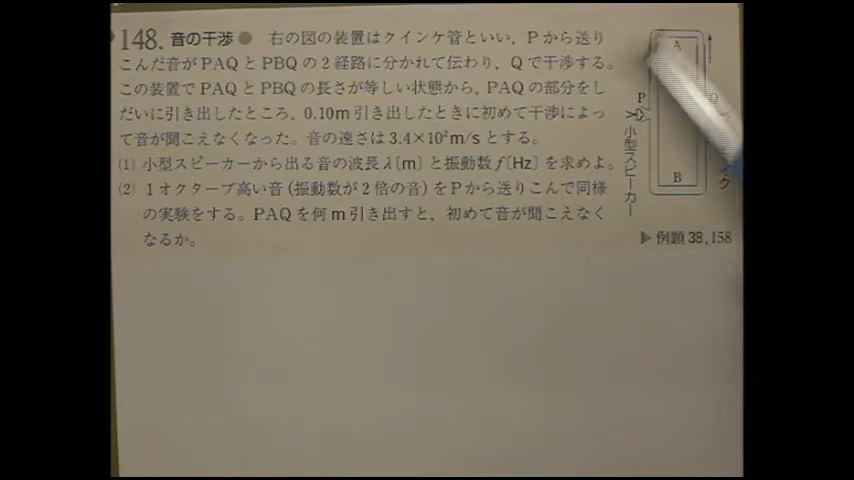 148. 音の干渉● 右の図の装置はクインケ管といい，Pから送り
こんだ音がPAQとPBQの2経路に分かれて伝わり，Qで干渉する。
この装置でPAQとPBQの長さが等しい状態から，PAQの部分をし
だいに引き出したところ，0.10m引き出したときに初めて干渉によっ
て音が聞こえなくなった。音の速さは3.4×10²m/sとする。
(1) 小型スピーカーから出る音の波長λ〔m〕と振動数f〔Hz〕を求めよ。
(2) 1オクターブ高い音(振動数が2倍の音)をPから送りこんで同様
の実験をする。PAQを何m引き出すと，初めて音が聞こえなく
なるか。
A
P
小型スピーカー
B
イク
▶例題38,158